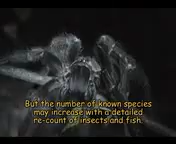 But the number of known species
may increase with a detailed
re-count of insects and fish.